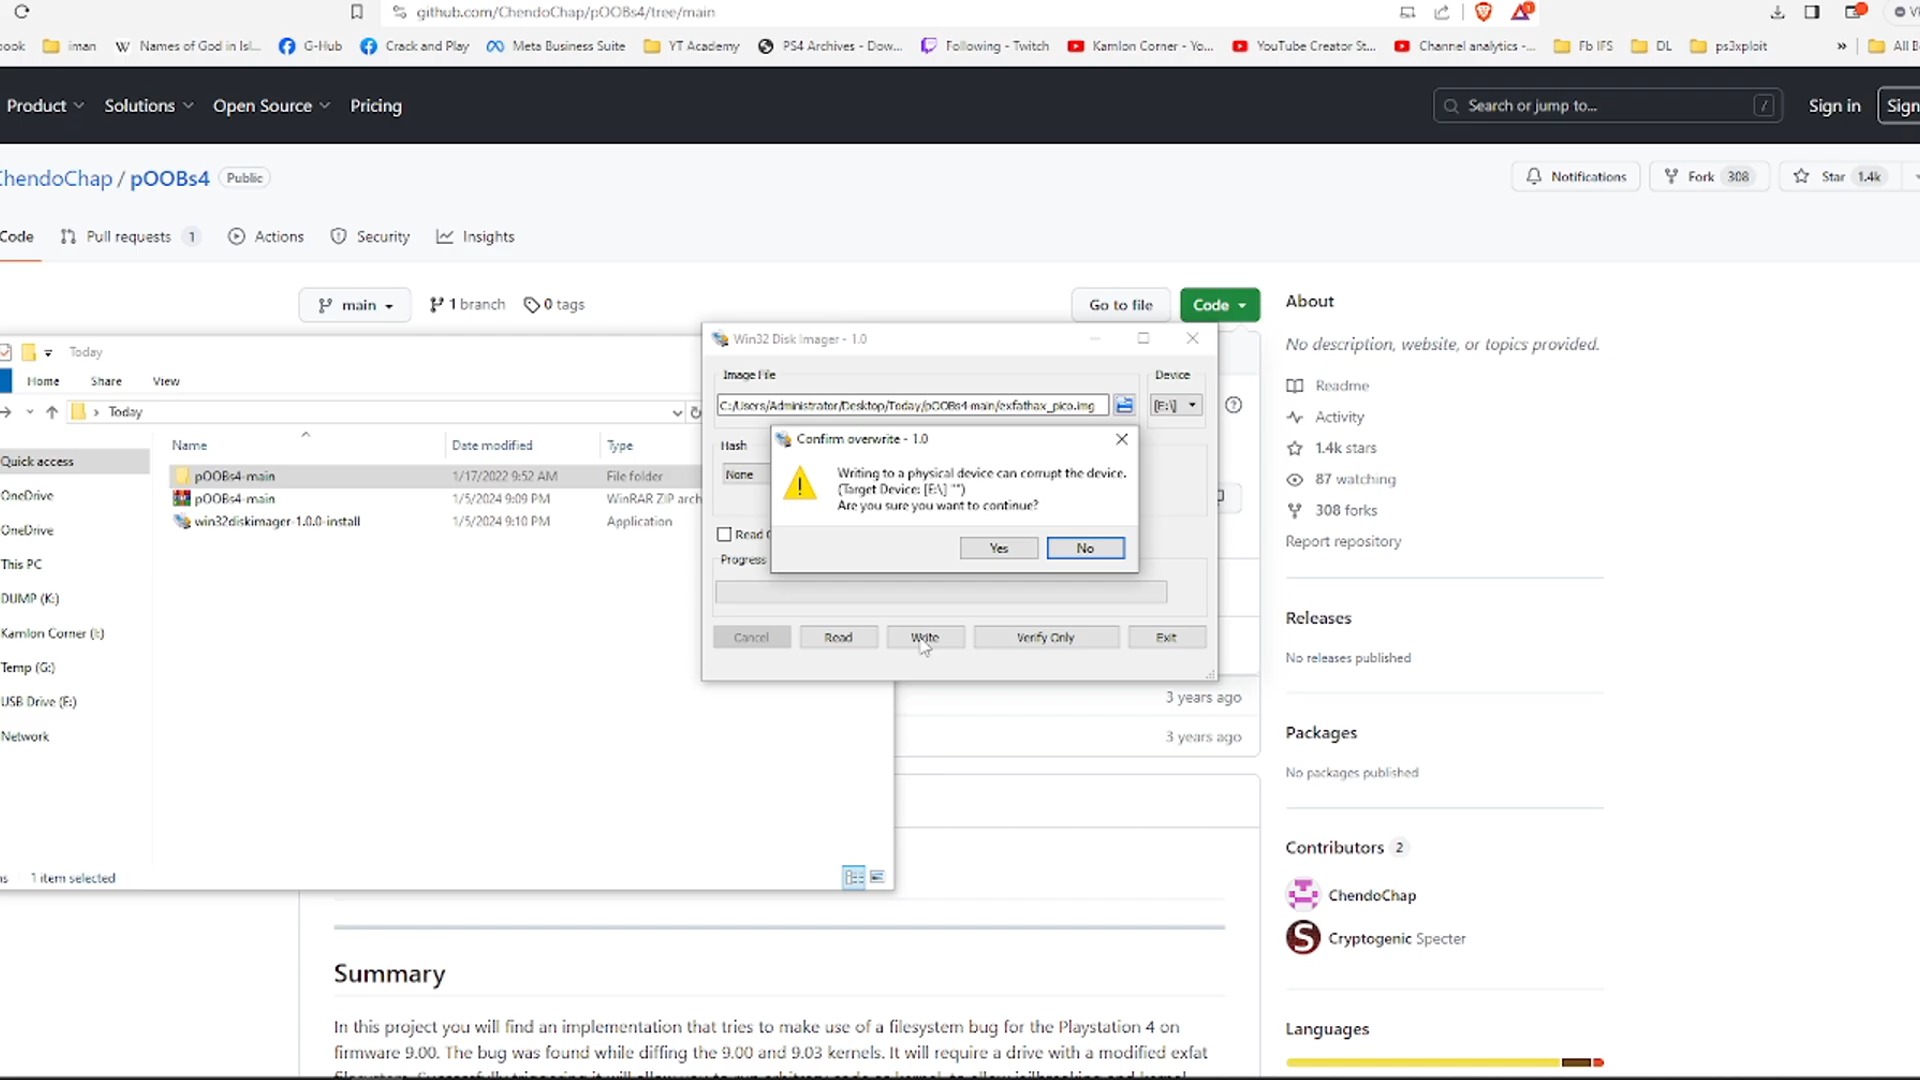 github.com/ChendoChap/pOOBs4/tree/main
ook iman W Names of God in Isl... G-Hub Crack and Play Meta Business Suite YT Academy PS4 Archives - Dow... Following - Twitch Kamlon Corner - Yo... YouTube Creator St... Channel analytics -... Fb IFS DL ps3xploit » All B
Product Solutions Open Source Pricing Search or jump to... / Sign in Sign
ChendoChap / pOOBs4 Public Notifications Fork 308 Star 1.4k
Code Pull requests 1 Actions Security Insights
main 1 branch 0 tags Go to file Code
About
No description, website, or topics provided.
Readme
Activity
1.4k stars
87 watching
308 forks
Report repository
Releases
No releases published
Packages
No packages published
Contributors 2
ChendoChap
Cryptogenic Specter
Languages
Today
Home Share View
Today
Name Date modified Type
pOOBs4-main 1/17/2022 9:52 AM File folder
pOOBs4-main 1/5/2024 9:09 PM WinRAR ZIP arch
win32diskimager-1.0.0-install 1/5/2024 9:10 PM Application
Quick access
OneDrive
OneDrive
This PC
DUMP (K:)
Kamlon Corner (I:)
Temp (G:)
USB Drive (E:)
Network
1 item selected
Win32 Disk Imager - 1.0
Image File Device
C:/Users/Administrator/Desktop/Today/pOOBs4-main/exfathax_pico.img [E:\]
Hash
None
Read
Progress
Cancel Read Write Verify Only Exit
Confirm overwrite - 1.0
Writing to a physical device can corrupt the device.
(Target Device: [E:\] "")
Are you sure you want to continue?
Yes No
3 years ago
3 years ago
Summary
In this project you will find an implementation that tries to make use of a filesystem bug for the Playstation 4 on
firmware 9.00. The bug was found while diffing the 9.00 and 9.03 kernels. It will require a drive with a modified exfat